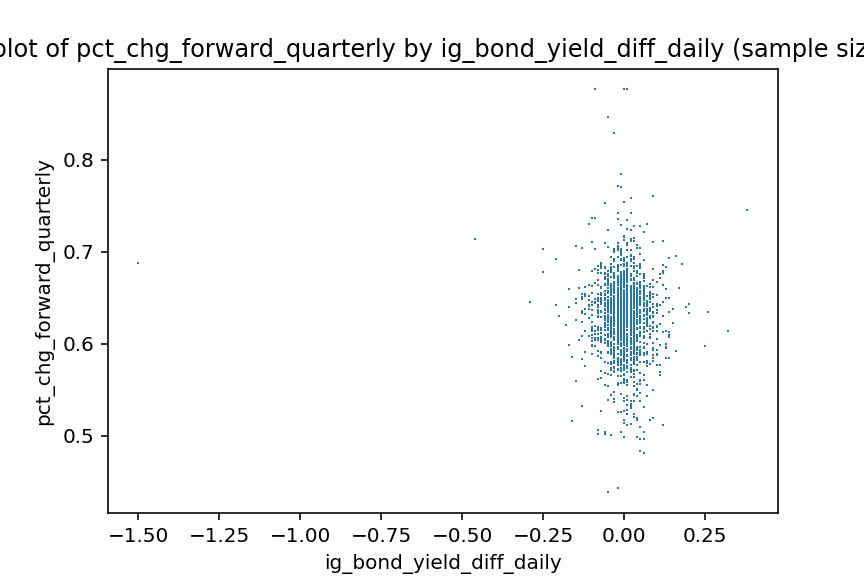 plot of pct_chg_forward_quarterly by ig_bond_yield_diff_daily (sample
0.8
0.7
0.6
0.5
pct_chg_forward_quarterly
−1.50 −1.25 −1.00 −0.75 −0.50 −0.25 0.00 0.25
ig_bond_yield_diff_daily